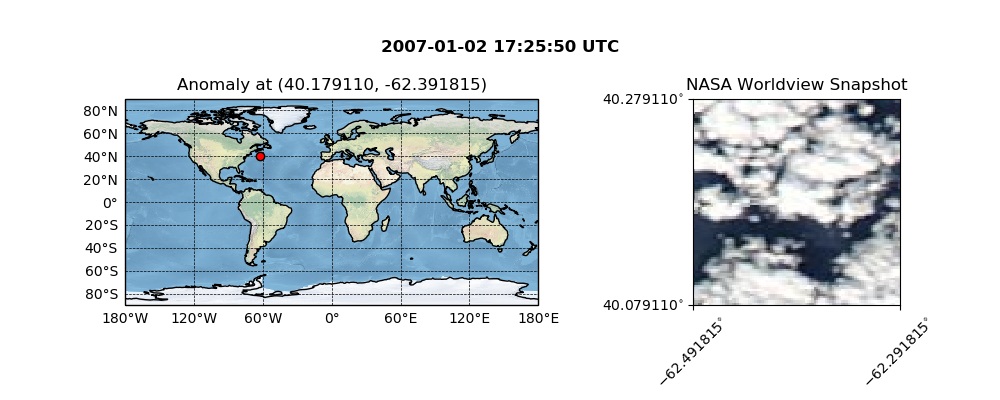 2007-01-02 17:25:50 UTC
Anomaly at (40.179110, -62.391815)
80°N
60°N
40°N
20°N
0°
20°S
40°S
60°S
80°S
180°W 120°W 60°W 0° 60°E 120°E 180°E
NASA Worldview Snapshot
40.279110°
40.079110°
−62.491815°
−62.291815°